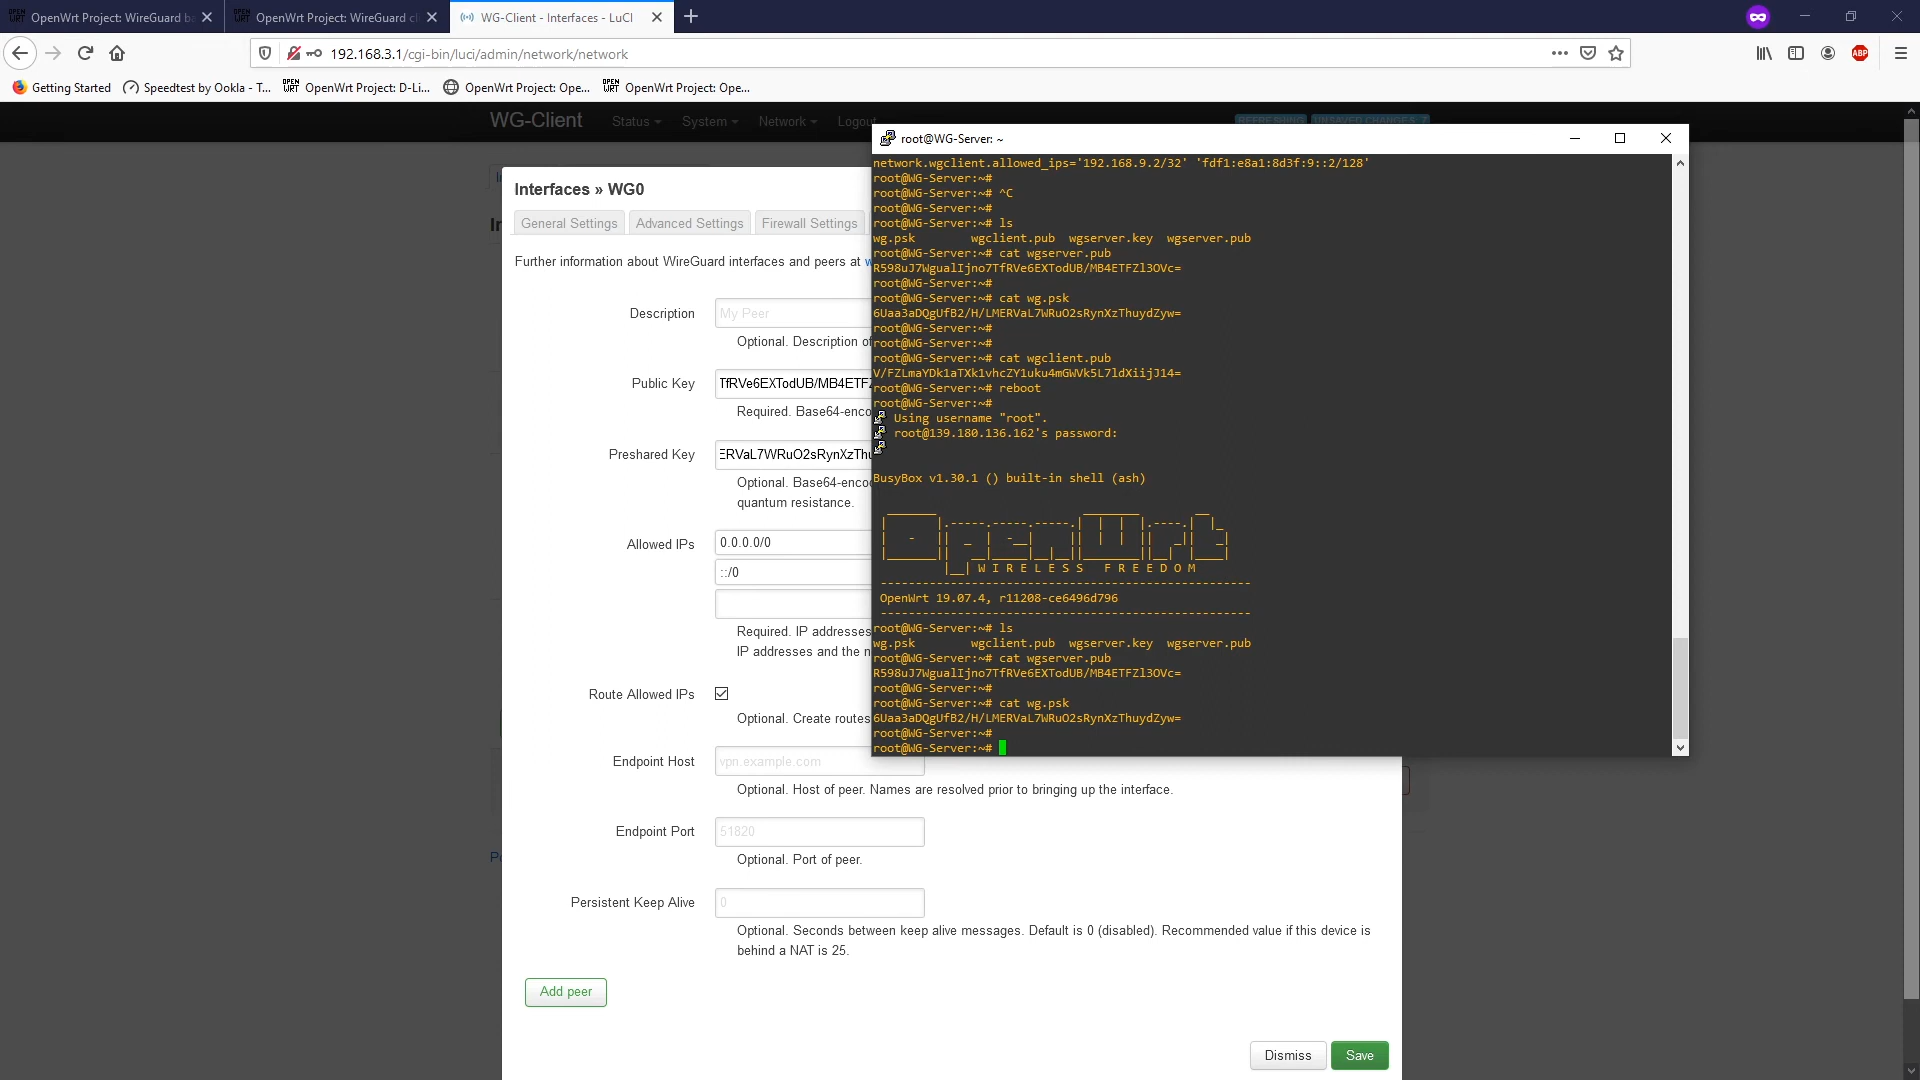 OpenWrt Project: WireGuard ba
OpenWrt Project: WireGuard cl
WG-Client - Interfaces - LuCI
192.168.3.1/cgi-bin/luci/admin/network/network
ABP
Getting Started
Speedtest by Ookla - T...
OpenWrt Project: D-Li...
OpenWrt Project: Ope...
OpenWrt Project: Ope...
WG-Client
Status
System
Network
Logout
REFRESHING
UNSAVED CHANGES: 7
Interfaces » WG0
General Settings
Advanced Settings
Firewall Settings
Further information about WireGuard interfaces and peers at w
Description
My Peer
Optional. Description of
Public Key
TfRVe6EXTodUB/MB4ETFZ
Required. Base64-enco
Preshared Key
ERVaL7WRuO2sRynXzThu
Optional. Base64-enco
quantum resistance.
Allowed IPs
0.0.0.0/0
::/0
Required. IP addresses
IP addresses and the n
Route Allowed IPs
Optional. Create routes
Endpoint Host
vpn.example.com
Optional. Host of peer. Names are resolved prior to bringing up the interface.
Endpoint Port
51820
Optional. Port of peer.
Persistent Keep Alive
0
Optional. Seconds between keep alive messages. Default is 0 (disabled). Recommended value if this device is
behind a NAT is 25.
Add peer
Dismiss
Save
root@WG-Server: ~
network.wgclient.allowed_ips='192.168.9.2/32' 'fdf1:e8a1:8d3f:9::2/128'
root@WG-Server:~#
root@WG-Server:~# ^C
root@WG-Server:~#
root@WG-Server:~# ls
wg.psk wgclient.pub wgserver.key wgserver.pub
root@WG-Server:~# cat wgserver.pub
R598uJ7WgualIjno7TfRVe6EXTodUB/MB4ETFZl3OVc=
root@WG-Server:~#
root@WG-Server:~# cat wg.psk
6Uaa3aDQgUfB2/H/LMERVaL7WRuO2sRynXzThuydZyw=
root@WG-Server:~#
root@WG-Server:~#
root@WG-Server:~# cat wgclient.pub
V/FZLmaYDk1aTXk1vhcZY1uku4mGWVk5L7ldXiijJ14=
root@WG-Server:~# reboot
root@WG-Server:~#
Using username "root".
root@139.180.136.162's password:
BusyBox v1.30.1 () built-in shell (ash)
OpenWrt
W I R E L E S S F R E E D O M
OpenWrt 19.07.4, r11208-ce6496d796
root@WG-Server:~# ls
wg.psk wgclient.pub wgserver.key wgserver.pub
root@WG-Server:~# cat wgserver.pub
R598uJ7WgualIjno7TfRVe6EXTodUB/MB4ETFZl3OVc=
root@WG-Server:~#
root@WG-Server:~# cat wg.psk
6Uaa3aDQgUfB2/H/LMERVaL7WRuO2sRynXzThuydZyw=
root@WG-Server:~#
root@WG-Server:~#